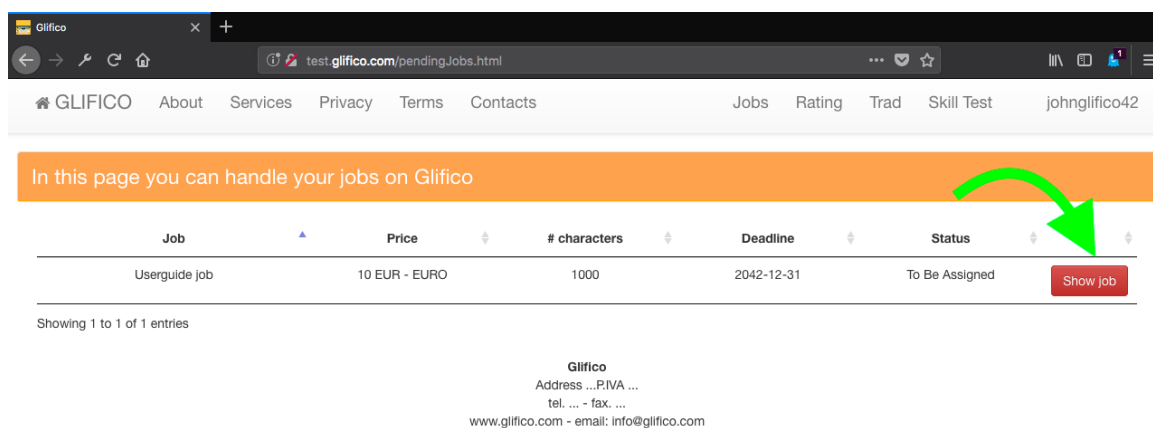 Glifico
test.glifico.com/pendingJobs.html
1
GLIFICO About Services Privacy Terms Contacts Jobs Rating Trad Skill Test johnglifico42
In this page you can handle your jobs on Glifico
Job Price # characters Deadline Status
Userguide job 10 EUR - EURO 1000 2042-12-31 To Be Assigned Show job
Showing 1 to 1 of 1 entries
Glifico
Address ...P.IVA ...
tel. ... - fax. ...
www.glifico.com - email: info@glifico.com